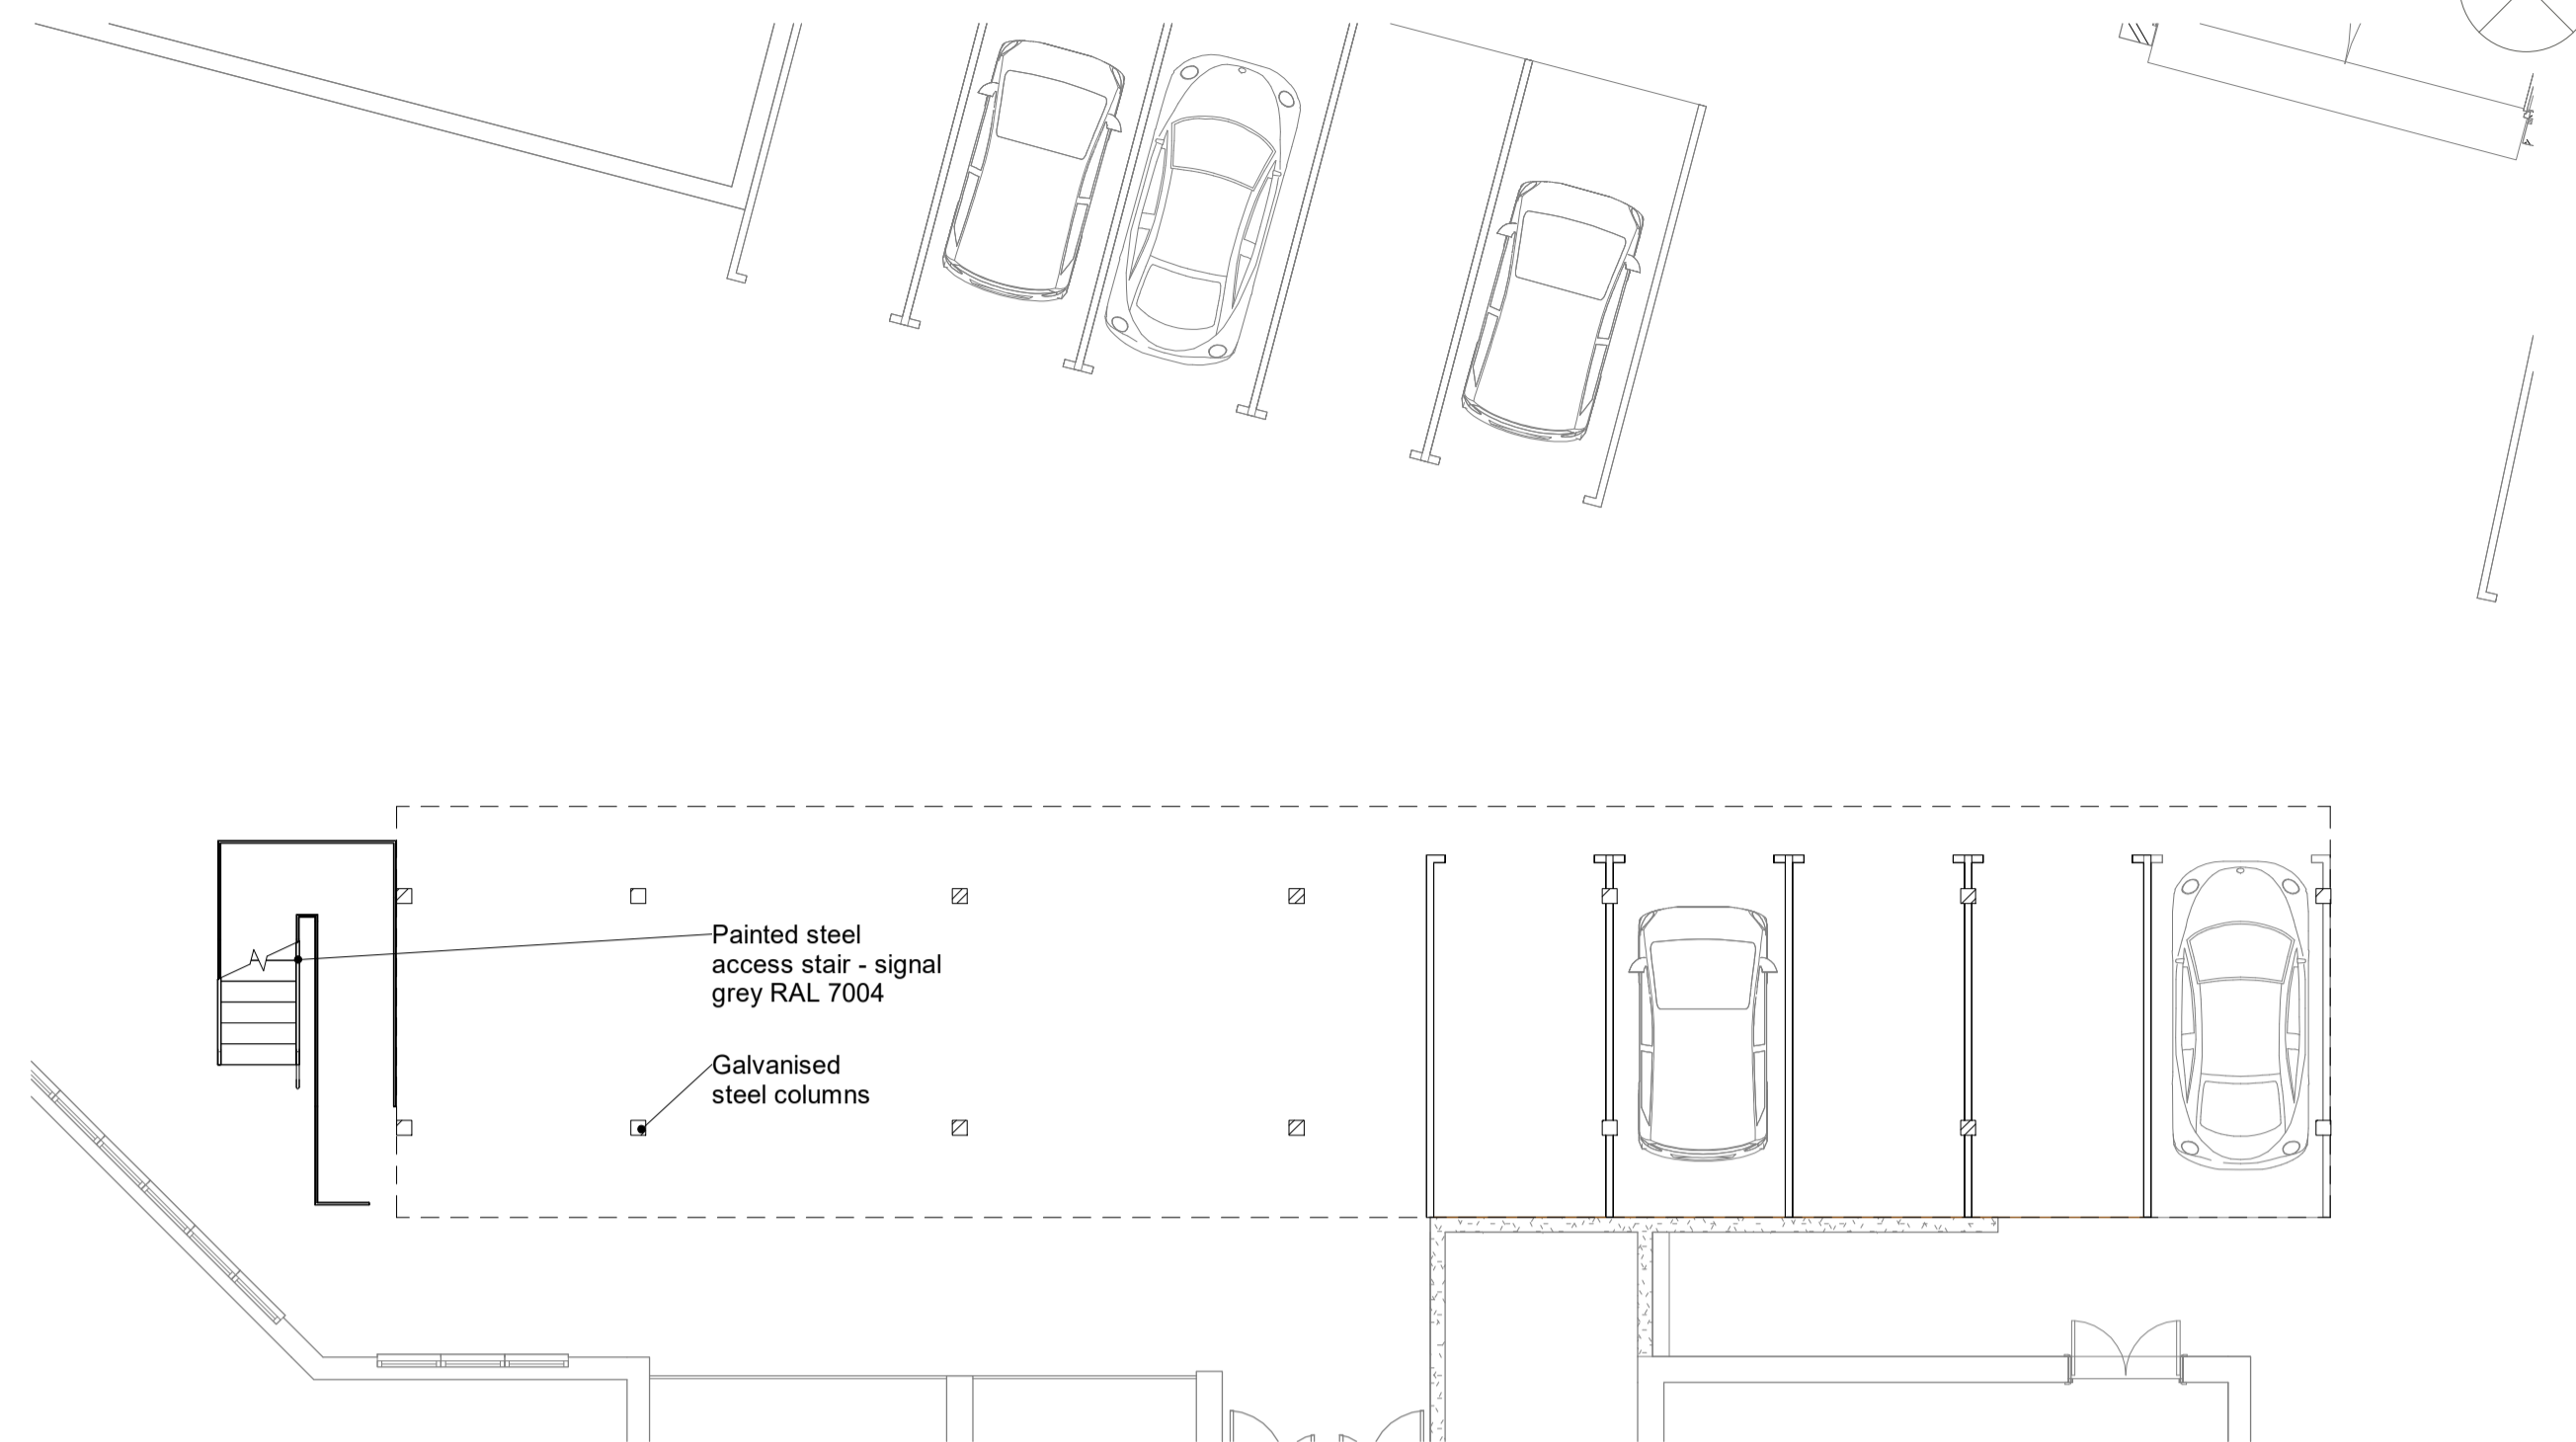 Painted steel
access stair - signal
grey RAL 7004
Galvanised
steel columns